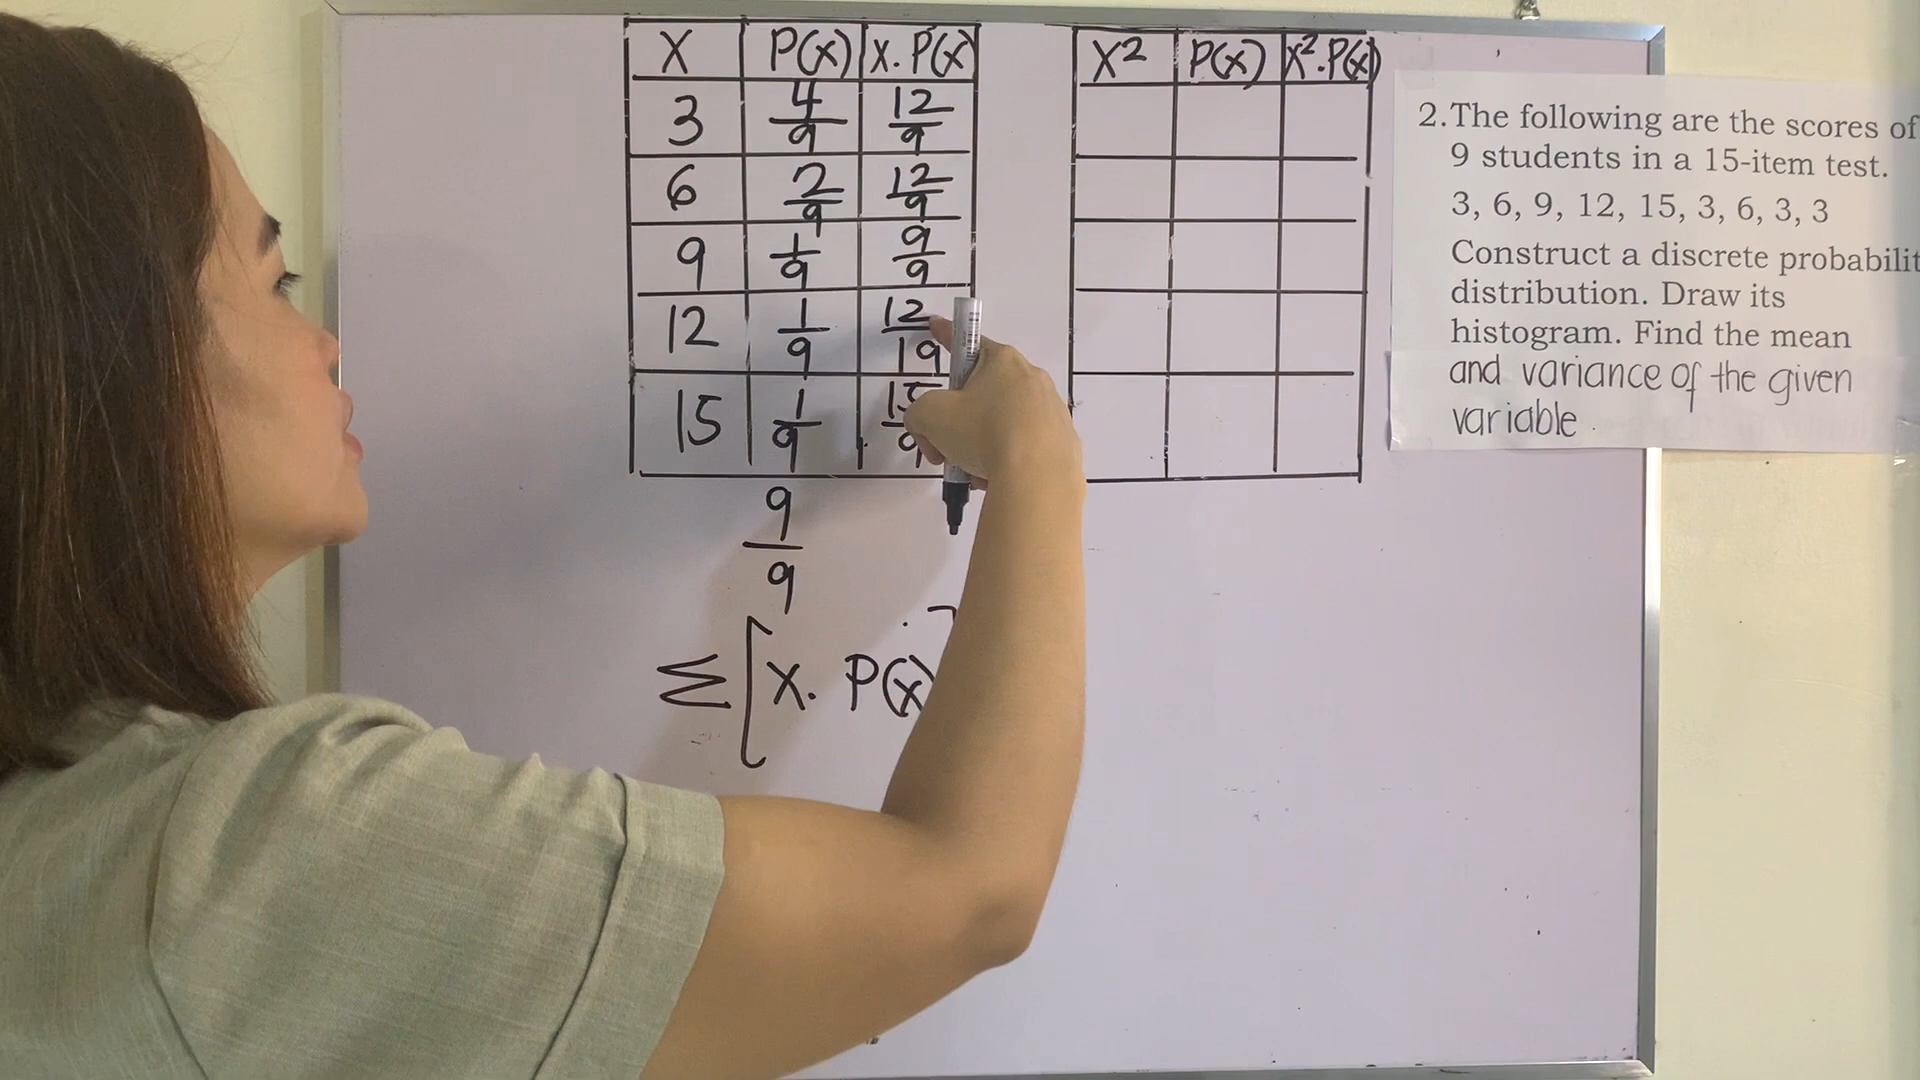 X P(x) X. P(x)
3 4/9 12/9
6 2/9 12/9
9 1/9 9/9
12 1/9 12/19
15 1/9 15/9
9/9
Σ[X. P(x)
X² P(x) X². P(x)
2. The following are the scores of
9 students in a 15-item test.
3, 6, 9, 12, 15, 3, 6, 3, 3
Construct a discrete probabilit
distribution. Draw its
histogram. Find the mean
and variance of the given
variable.